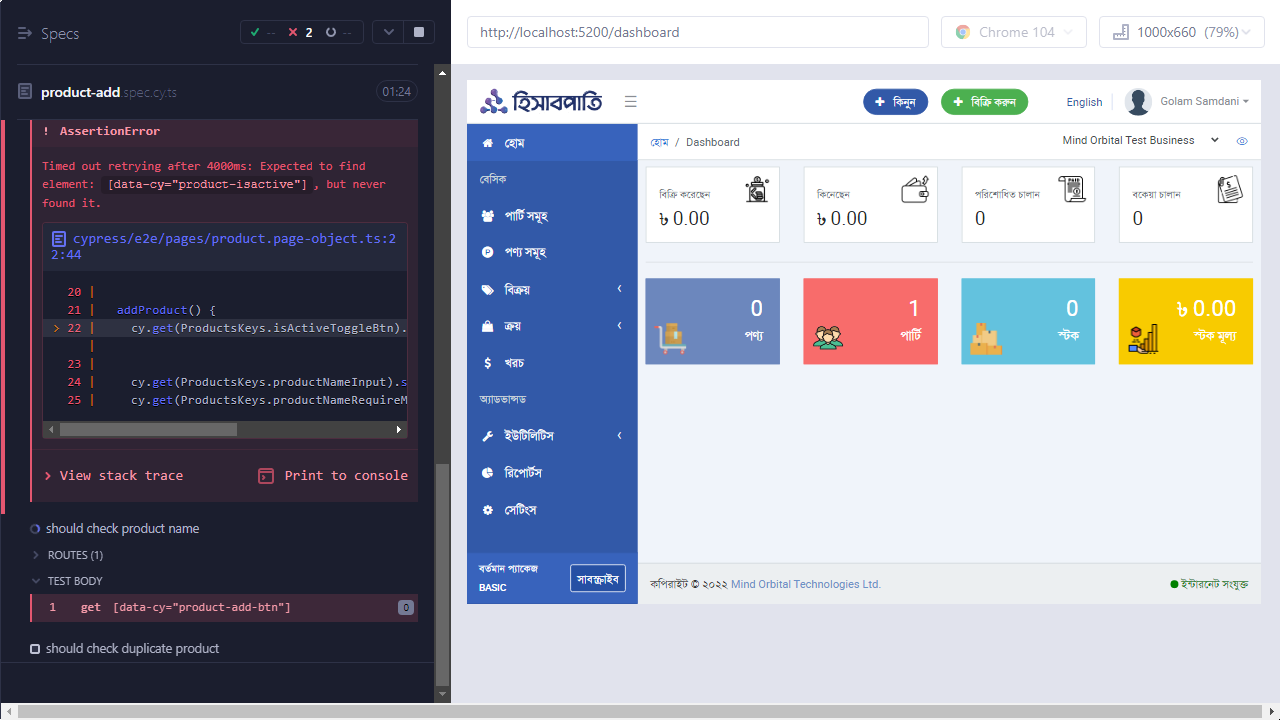 Specs
-- 2 --
product-add spec.cy.ts
01:24
! AssertionError
Timed out retrying after 4000ms: Expected to find
element: [data-cy="product-isactive"], but never
found it.
cypress/e2e/pages/product.page-object.ts:2
2:44
20 |
21 | addProduct() {
> 22 | cy.get(ProductsKeys.isActiveToggleBtn).
|
23 |
24 | cy.get(ProductsKeys.productNameInput).s
25 | cy.get(ProductsKeys.productNameRequireM
View stack trace
Print to console
should check product name
ROUTES (1)
TEST BODY
1 get [data-cy="product-add-btn"] 0
should check duplicate product
http://localhost:5200/dashboard
Chrome 104
1000x660 (79%)
হিসাবপাতি
কিনুন
বিক্রি করুন
English
Golam Samdani
হোম
বেসিক
পার্টি সমূহ
পণ্য সমূহ
বিক্রয়
ক্রয়
খরচ
অ্যাডভান্সড
ইউটিলিটিস
রিপোর্টস
সেটিংস
বর্তমান প্যাকেজ
BASIC
সাবস্ক্রাইব
হোম / Dashboard
Mind Orbital Test Business
বিক্রি করেছেন
৳ 0.00
কিনেছেন
৳ 0.00
পরিশোধিত চালান
0
বকেয়া চালান
0
0
পণ্য
1
পার্টি
0
স্টক
৳ 0.00
স্টক মূল্য
কপিরাইট © ২০২২ Mind Orbital Technologies Ltd.
ইন্টারনেট সংযুক্ত